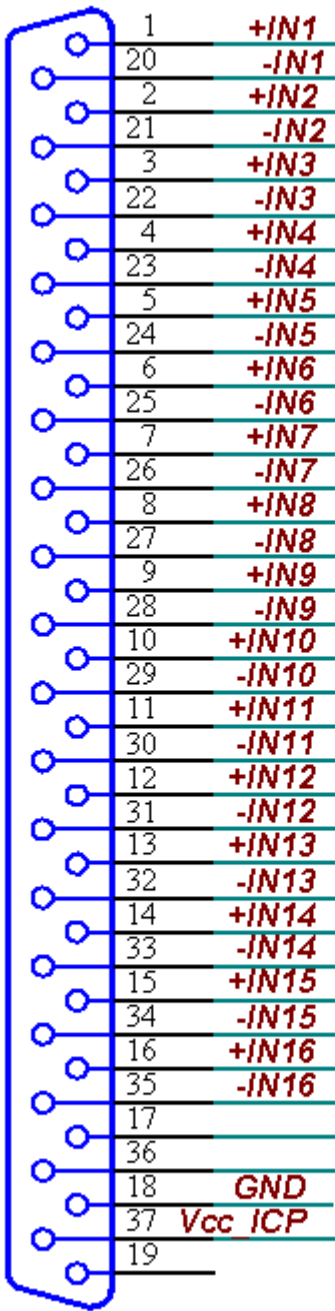 1 +IN1
20 -IN1
2 +IN2
21 -IN2
3 +IN3
22 -IN3
4 +IN4
23 -IN4
5 +IN5
24 -IN5
6 +IN6
25 -IN6
7 +IN7
26 -IN7
8 +IN8
27 -IN8
9 +IN9
28 -IN9
10 +IN10
29 -IN10
11 +IN11
30 -IN11
12 +IN12
31 -IN12
13 +IN13
32 -IN13
14 +IN14
33 -IN14
15 +IN15
34 -IN15
16 +IN16
35 -IN16
17
36
18 GND
37 Vcc_ICP
19